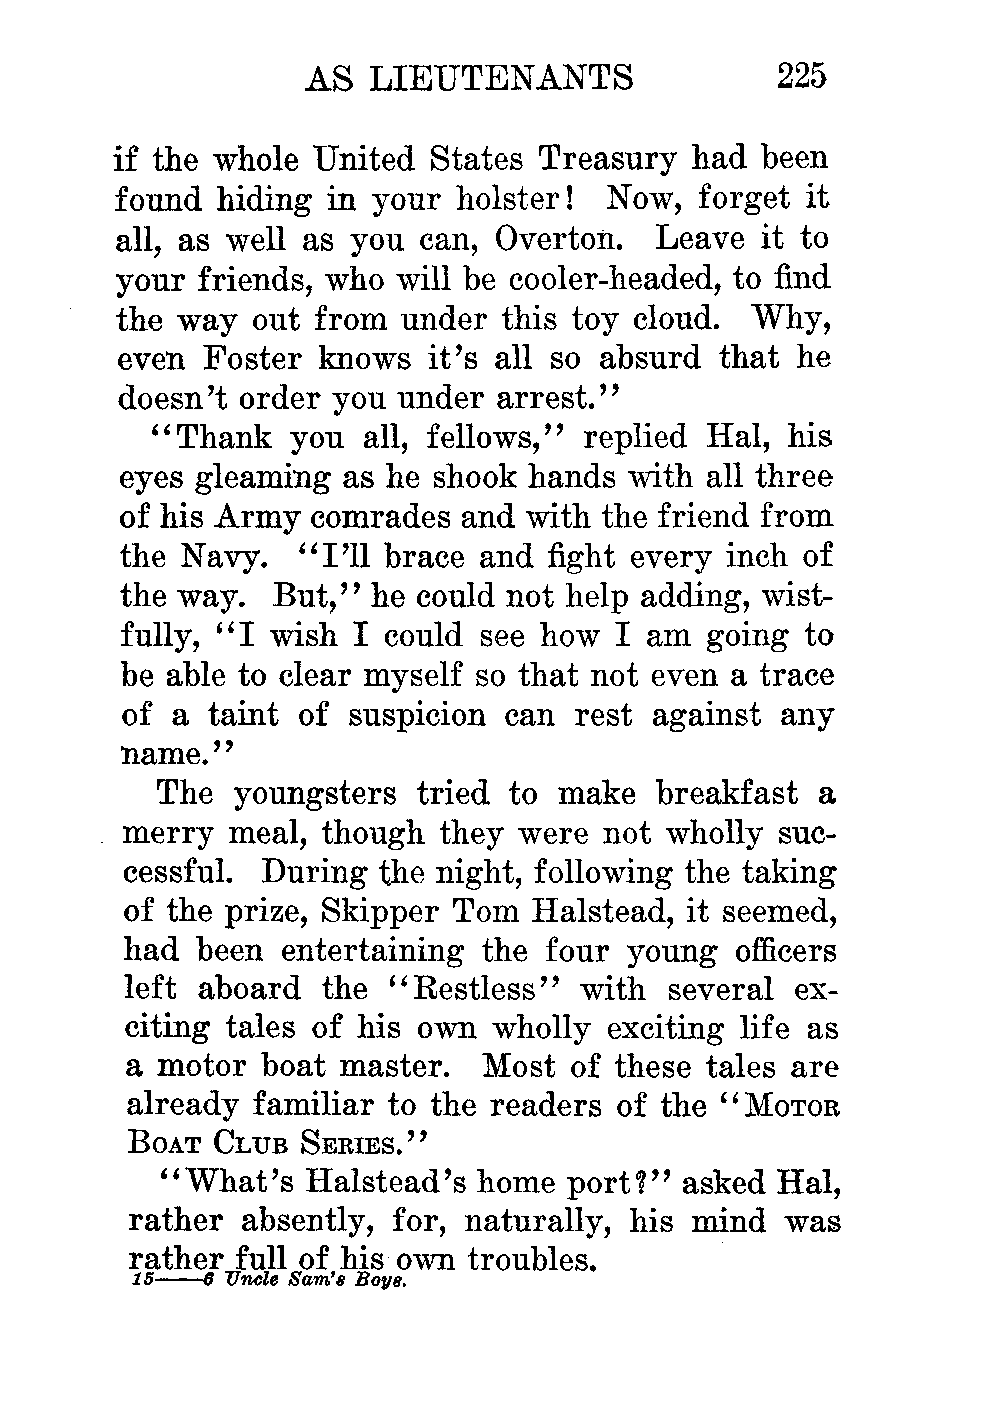 AS LIEUTENANTS 225
if the whole United States Treasury had been
found hiding in your holster! Now, forget it
all, as well as you can, Overton. Leave it to
your friends, who will be cooler-headed, to find
the way out from under this toy cloud. Why,
even Foster knows it's all so absurd that he
doesn't order you under arrest."
"Thank you all, fellows," replied Hal, his
eyes gleaming as he shook hands with all three
of his Army comrades and with the friend from
the Navy. "I'll brace and fight every inch of
the way. But," he could not help adding, wist-
fully, "I wish I could see how I am going to
be able to clear myself so that not even a trace
of a taint of suspicion can rest against any
name."
The youngsters tried to make breakfast a
merry meal, though they were not wholly suc-
cessful. During the night, following the taking
of the prize, Skipper Tom Halstead, it seemed,
had been entertaining the four young officers
left aboard the "Restless" with several ex-
citing tales of his own wholly exciting life as
a motor boat master. Most of these tales are
already familiar to the readers of the "MOTOR
BOAT CLUB SERIES."
"What's Halstead's home port?" asked Hal,
rather absently, for, naturally, his mind was
rather full of his own troubles.
15——6 Uncle Sam's Boys.